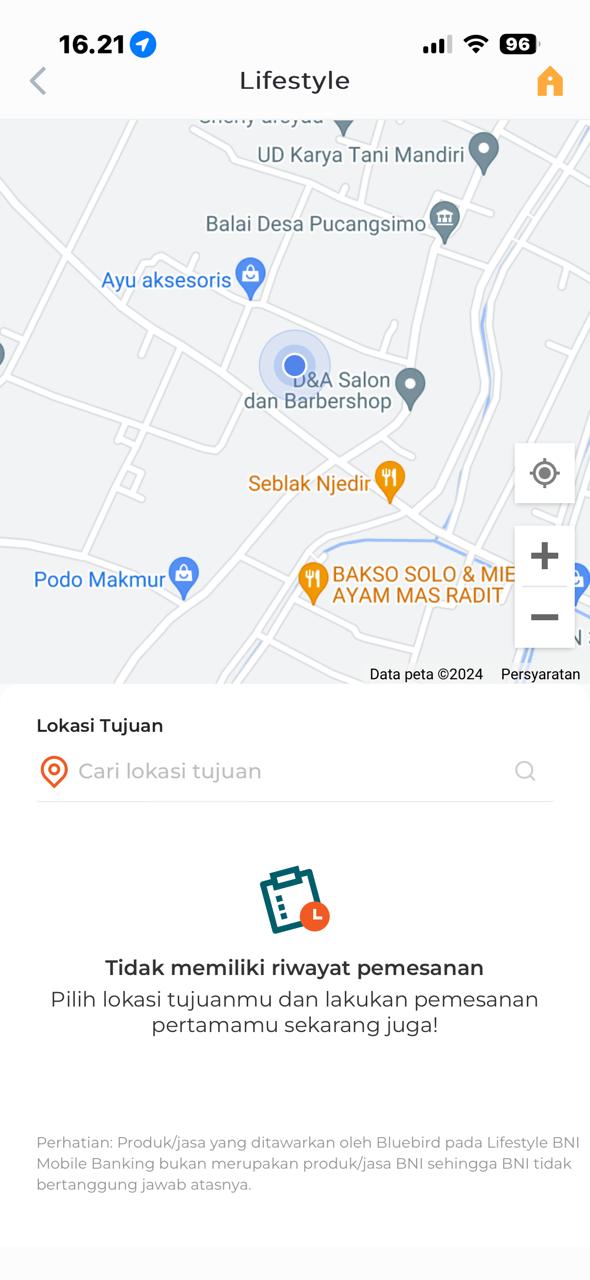 16.21
96
Lifestyle
UD Karya Tani Mandiri
Balai Desa Pucangsimo
Ayu aksesoris
D&A Salon
dan Barbershop
Seblak Njedir
Podo Makmur
BAKSO SOLO & MIE
AYAM MAS RADIT
Data peta ©2024 Persyaratan
Lokasi Tujuan
Cari lokasi tujuan
Tidak memiliki riwayat pemesanan
Pilih lokasi tujuanmu dan lakukan pemesanan
pertamamu sekarang juga!
Perhatian: Produk/jasa yang ditawarkan oleh Bluebird pada Lifestyle BNI
Mobile Banking bukan merupakan produk/jasa BNI sehingga BNI tidak
bertanggung jawab atasnya.